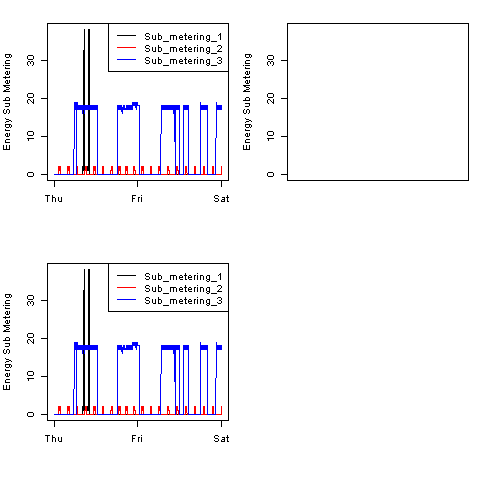 Energy Sub Metering
0 10 20 30
Sub_metering_1
Sub_metering_2
Sub_metering_3
Thu Fri Sat
Energy Sub Metering
0 10 20 30
Energy Sub Metering
0 10 20 30
Sub_metering_1
Sub_metering_2
Sub_metering_3
Thu Fri Sat